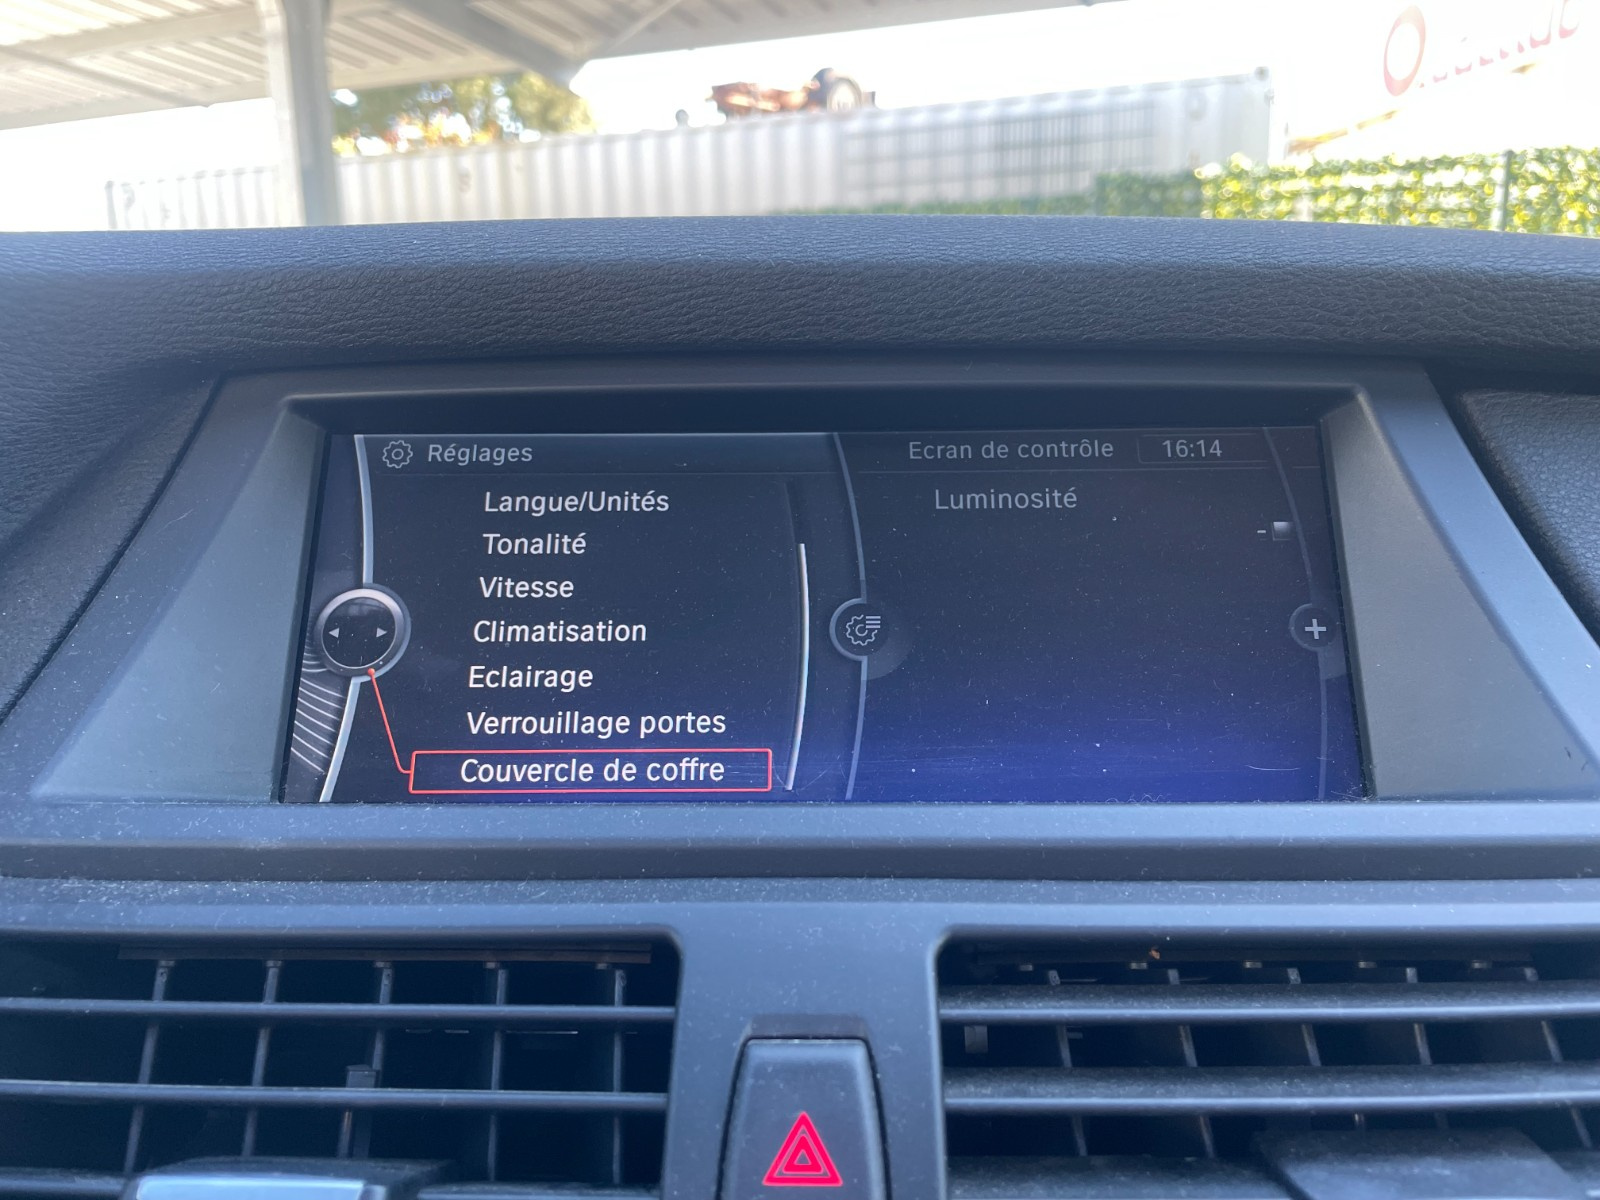 Réglages
Langue/Unités
Tonalité
Vitesse
Climatisation
Eclairage
Verrouillage portes
Couvercle de coffre
Ecran de contrôle 16:14
Luminosité
- 
+